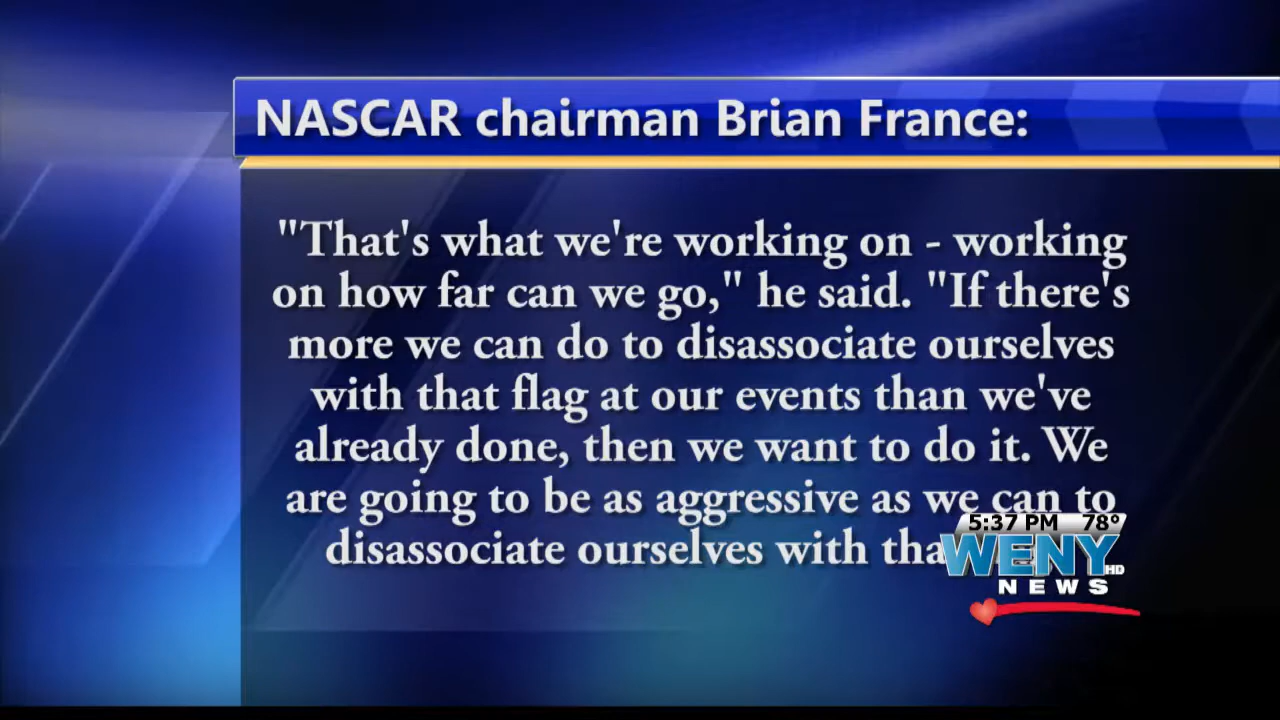 NASCAR chairman Brian France:
"That's what we're working on - working
on how far can we go," he said. "If there's
more we can do to disassociate ourselves
with that flag at our events than we've
already done, then we want to do it. We
are going to be as aggressive as we can to
disassociate ourselves with tha
5:37 PM 78°
WENY HD
NEWS